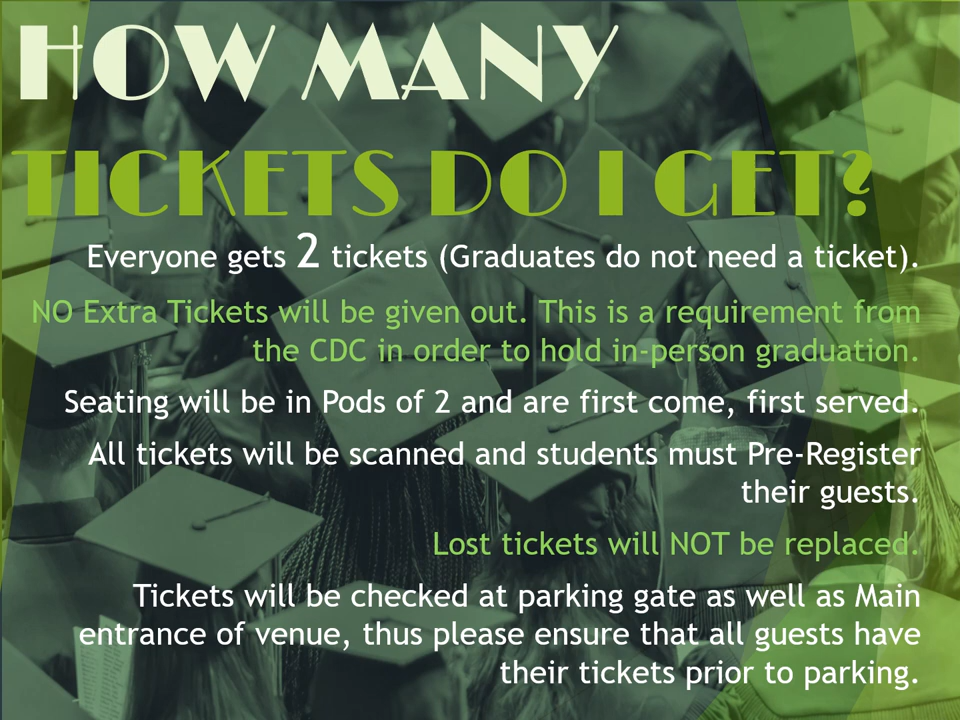 HOW MANY
TICKETS DO I GET?
Everyone gets 2 tickets (Graduates do not need a ticket).
NO Extra Tickets will be given out. This is a requirement from
the CDC in order to hold in-person graduation.
Seating will be in Pods of 2 and are first come, first served.
All tickets will be scanned and students must Pre-Register
their guests.
Lost tickets will NOT be replaced.
Tickets will be checked at parking gate as well as Main
entrance of venue, thus please ensure that all guests have
their tickets prior to parking.